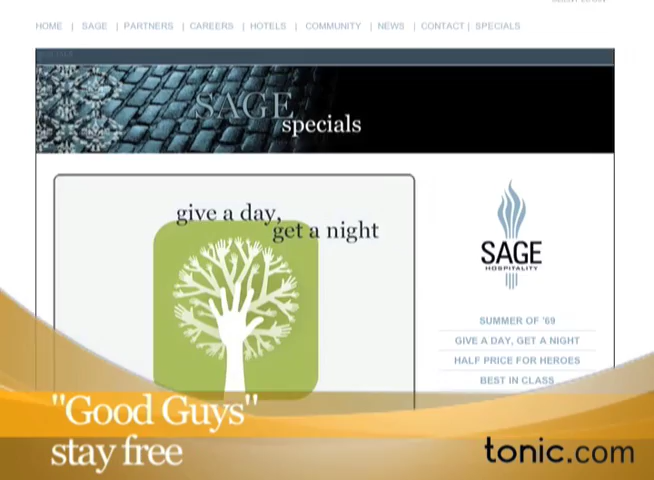 HOME | SAGE | PARTNERS | CAREERS | HOTELS | COMMUNITY | NEWS | CONTACT | SPECIALS
SAGE
specials
give a day,
get a night
SAGE
HOSPITALITY
SUMMER OF '69
GIVE A DAY, GET A NIGHT
HALF PRICE FOR HEROES
BEST IN CLASS
"Good Guys"
stay free
tonic.com